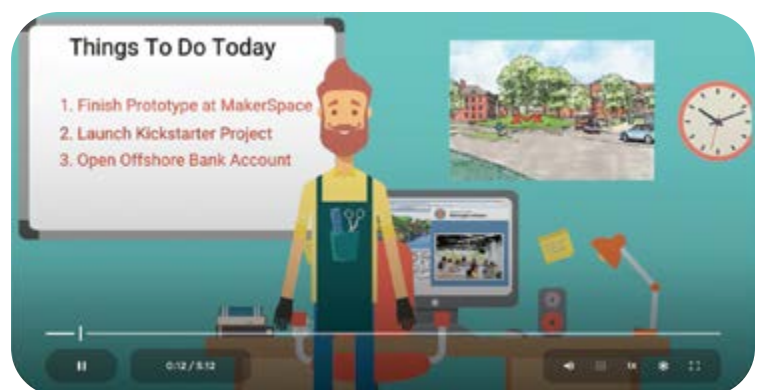 Things To Do Today
1. Finish Prototype at MakerSpace
2. Launch Kickstarter Project
3. Open Offshore Bank Account
0:12 / 5:12
1x